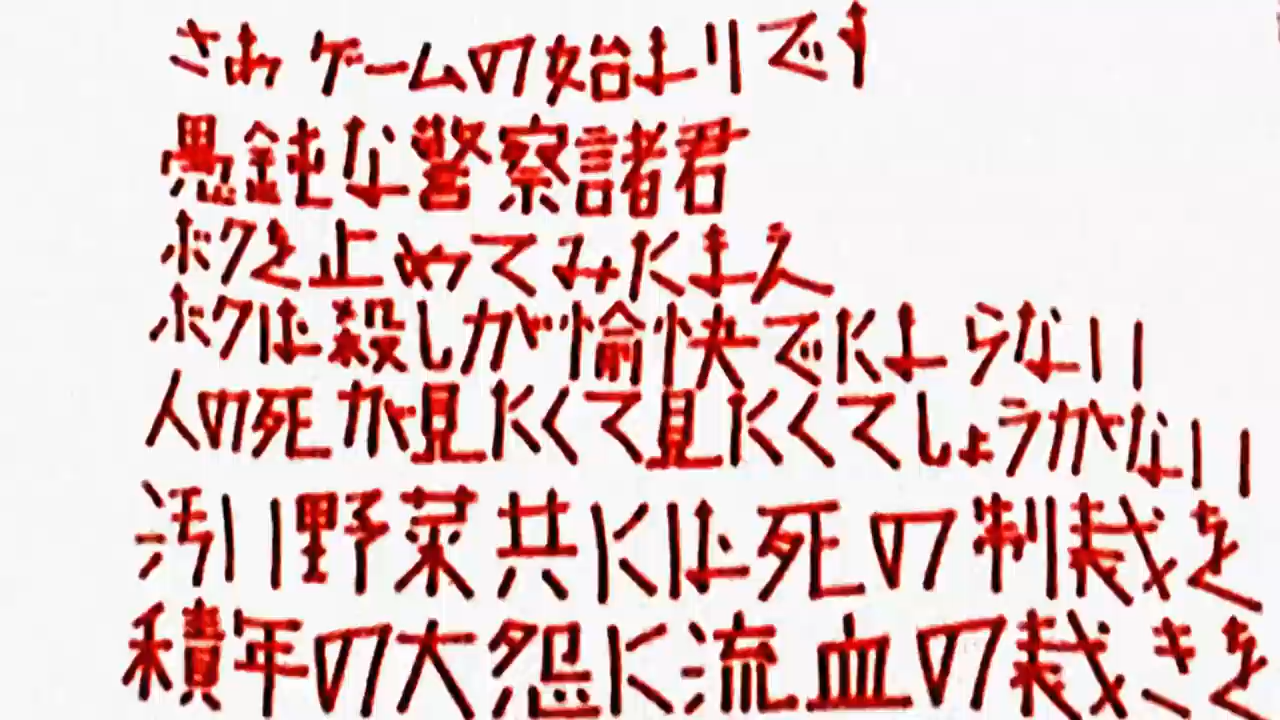 さあゲームの始まりです
愚鈍な警察諸君
ボクを止めてみたまえ
ボクは殺しが愉快でたまらない
人の死が見たくて見たくてしょうがない
汚い野菜共には死の制裁を
積年の大怨に流血の裁きを